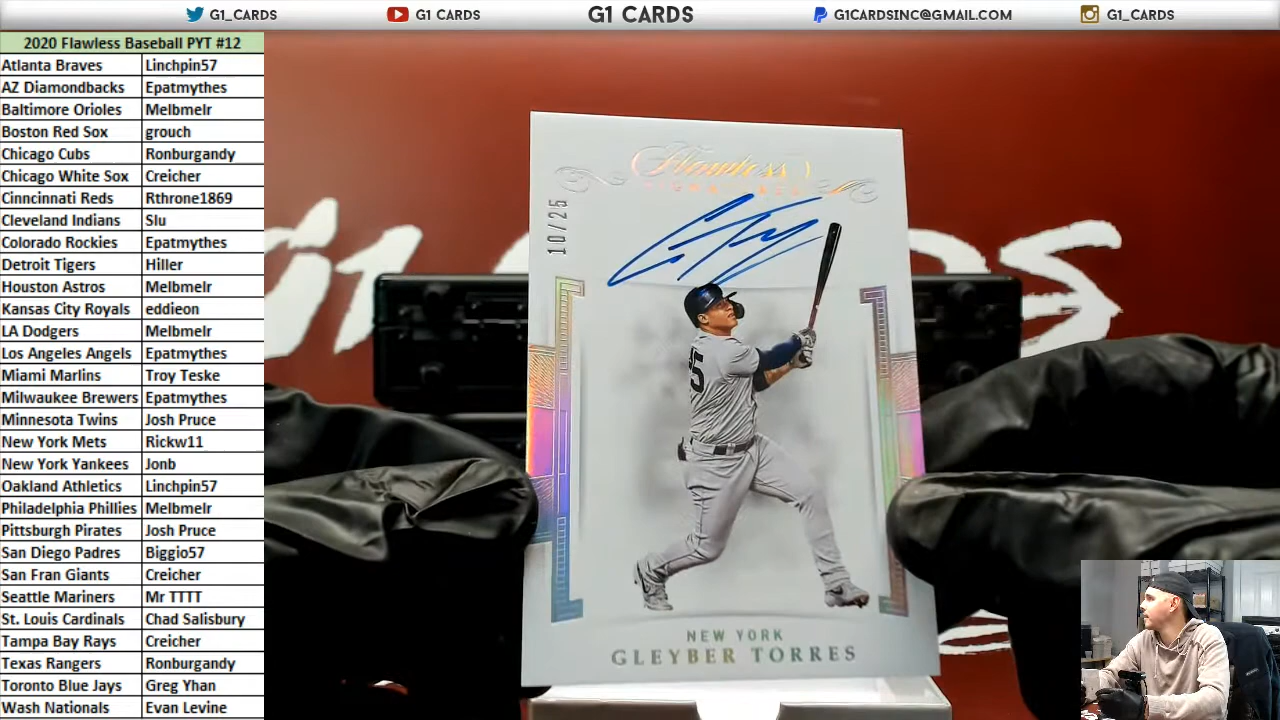 G1_CARDS
G1 CARDS
G1 CARDS
G1CARDSINC@GMAIL.COM
G1_CARDS
2020 Flawless Baseball PYT #12
Atlanta Braves Linchpin57
AZ Diamondbacks Epatmythes
Baltimore Orioles Melbmelr
Boston Red Sox grouch
Chicago Cubs Ronburgandy
Chicago White Sox Creicher
Cinncinati Reds Rthrone1869
Cleveland Indians Slu
Colorado Rockies Epatmythes
Detroit Tigers Hiller
Houston Astros Melbmelr
Kansas City Royals eddieon
LA Dodgers Melbmelr
Los Angeles Angels Epatmythes
Miami Marlins Troy Teske
Milwaukee Brewers Epatmythes
Minnesota Twins Josh Pruce
New York Mets Rickw11
New York Yankees Jonb
Oakland Athletics Linchpin57
Philadelphia Phillies Melbmelr
Pittsburgh Pirates Josh Pruce
San Diego Padres Biggio57
San Fran Giants Creicher
Seattle Mariners Mr TTTT
St. Louis Cardinals Chad Salisbury
Tampa Bay Rays Creicher
Texas Rangers Ronburgandy
Toronto Blue Jays Greg Yhan
Wash Nationals Evan Levine
Flawless
10/25
25
NEW YORK
GLEYBER TORRES